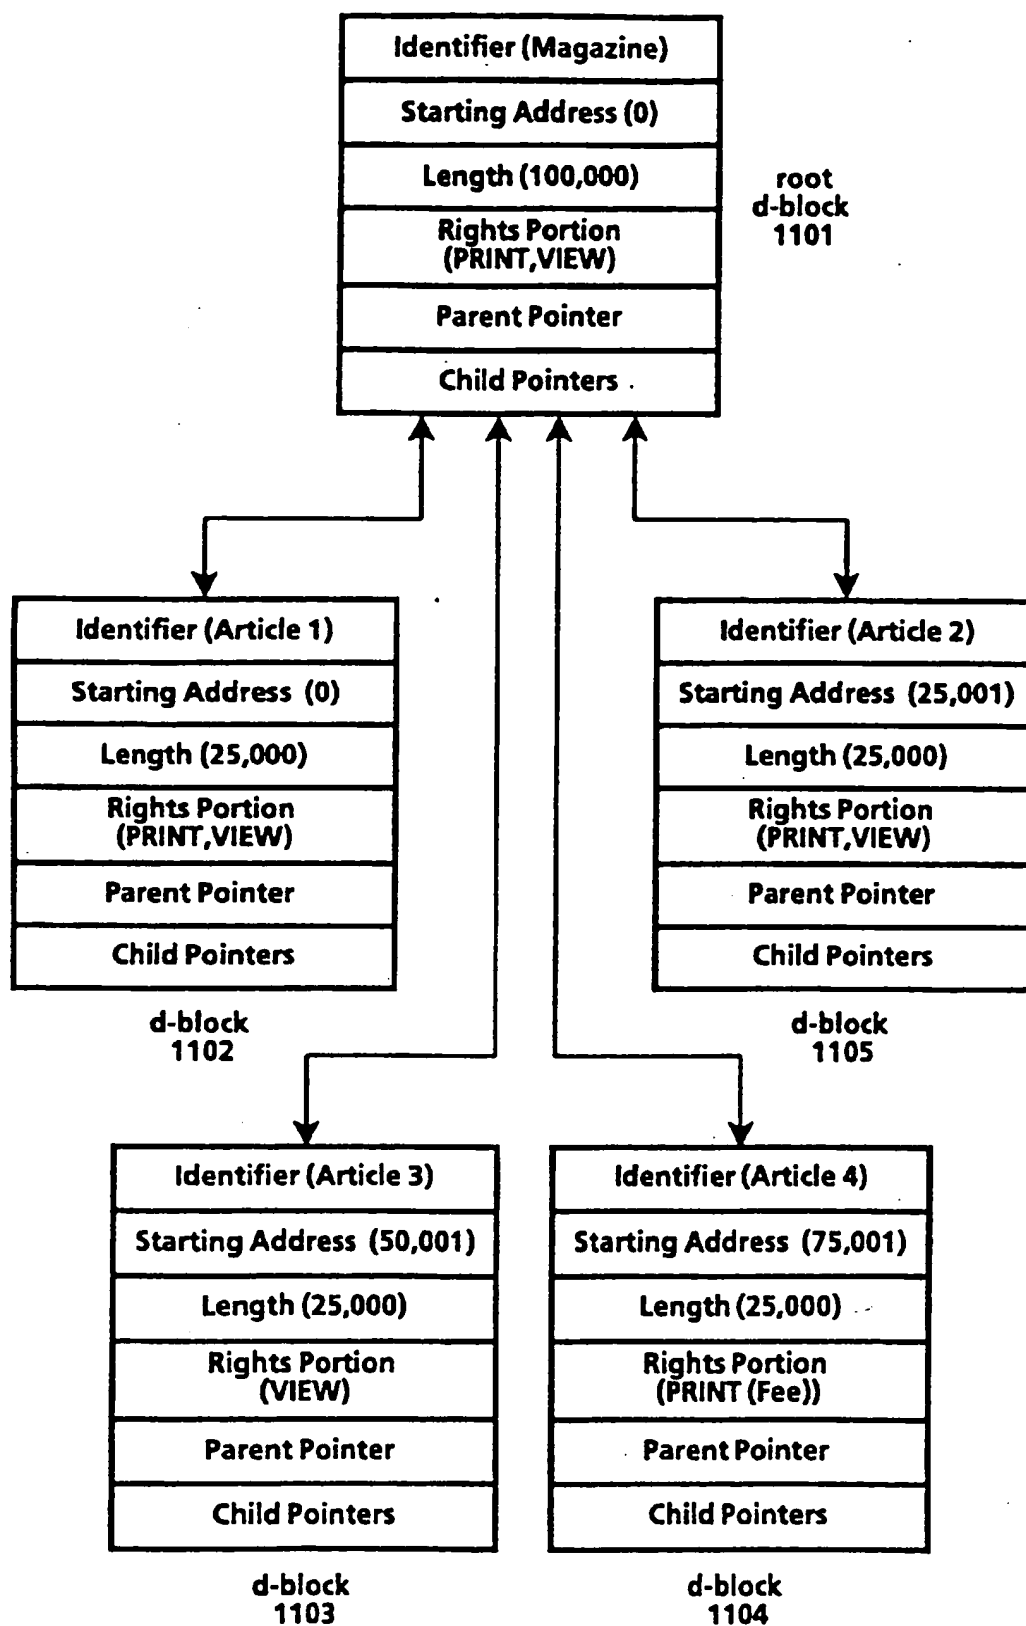 Identifier (Magazine)
Starting Address (0)
Length (100,000)
Rights Portion
(PRINT,VIEW)
Parent Pointer
Child Pointers
root
d-block
1101
Identifier (Article 1)
Starting Address (0)
Length (25,000)
Rights Portion
(PRINT,VIEW)
Parent Pointer
Child Pointers
d-block
1102
Identifier (Article 2)
Starting Address (25,001)
Length (25,000)
Rights Portion
(PRINT,VIEW)
Parent Pointer
Child Pointers
d-block
1105
Identifier (Article 3)
Starting Address (50,001)
Length (25,000)
Rights Portion
(VIEW)
Parent Pointer
Child Pointers
d-block
1103
Identifier (Article 4)
Starting Address (75,001)
Length (25,000)
Rights Portion
(PRINT (Fee))
Parent Pointer
Child Pointers
d-block
1104